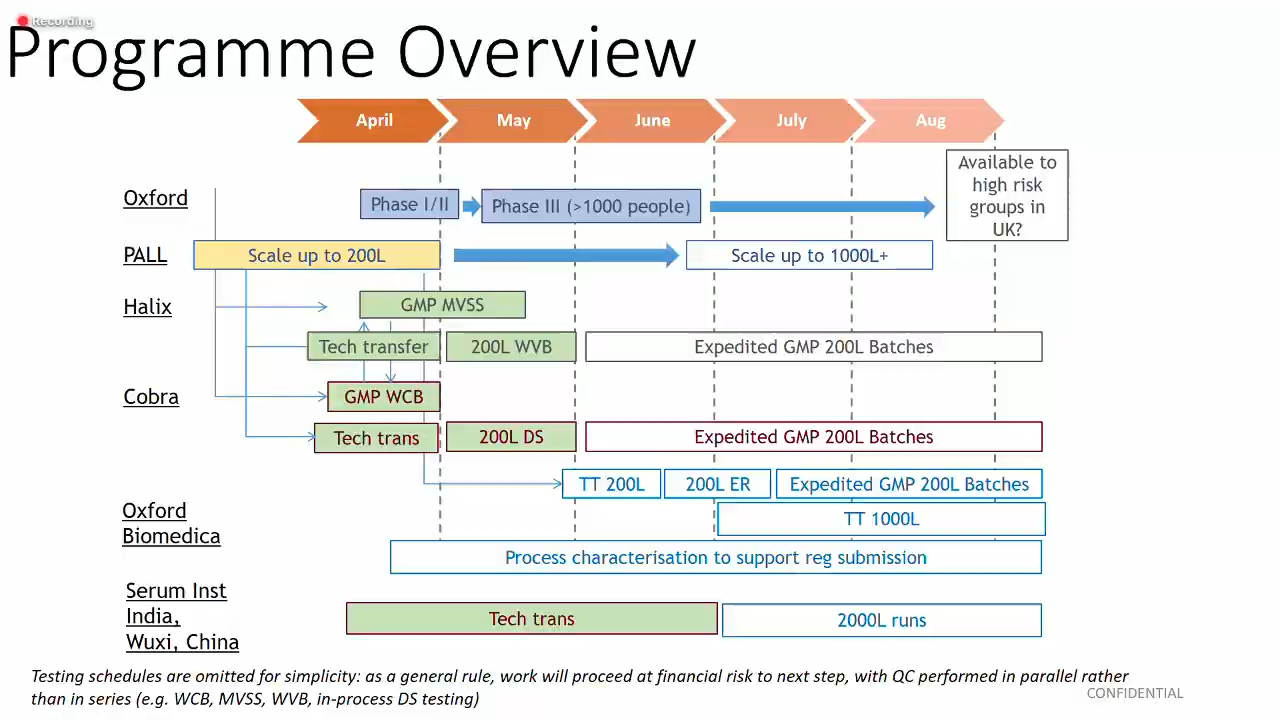 Recording
Programme Overview
April
May
June
July
Aug
Available to
high risk
groups in
UK?
Oxford
Phase I/II
Phase III (>1000 people)
PALL
Scale up to 200L
Scale up to 1000L+
Halix
GMP MVSS
Tech transfer
200L WVB
Expedited GMP 200L Batches
Cobra
GMP WCB
Tech trans
200L DS
Expedited GMP 200L Batches
TT 200L
200L ER
Expedited GMP 200L Batches
Oxford
Biomedica
TT 1000L
Process characterisation to support reg submission
Serum Inst
India,
Wuxi, China
Tech trans
2000L runs
Testing schedules are omitted for simplicity: as a general rule, work will proceed at financial risk to next step, with QC performed in parallel rather
than in series (e.g. WCB, MVSS, WVB, in-process DS testing)
CONFIDENTIAL